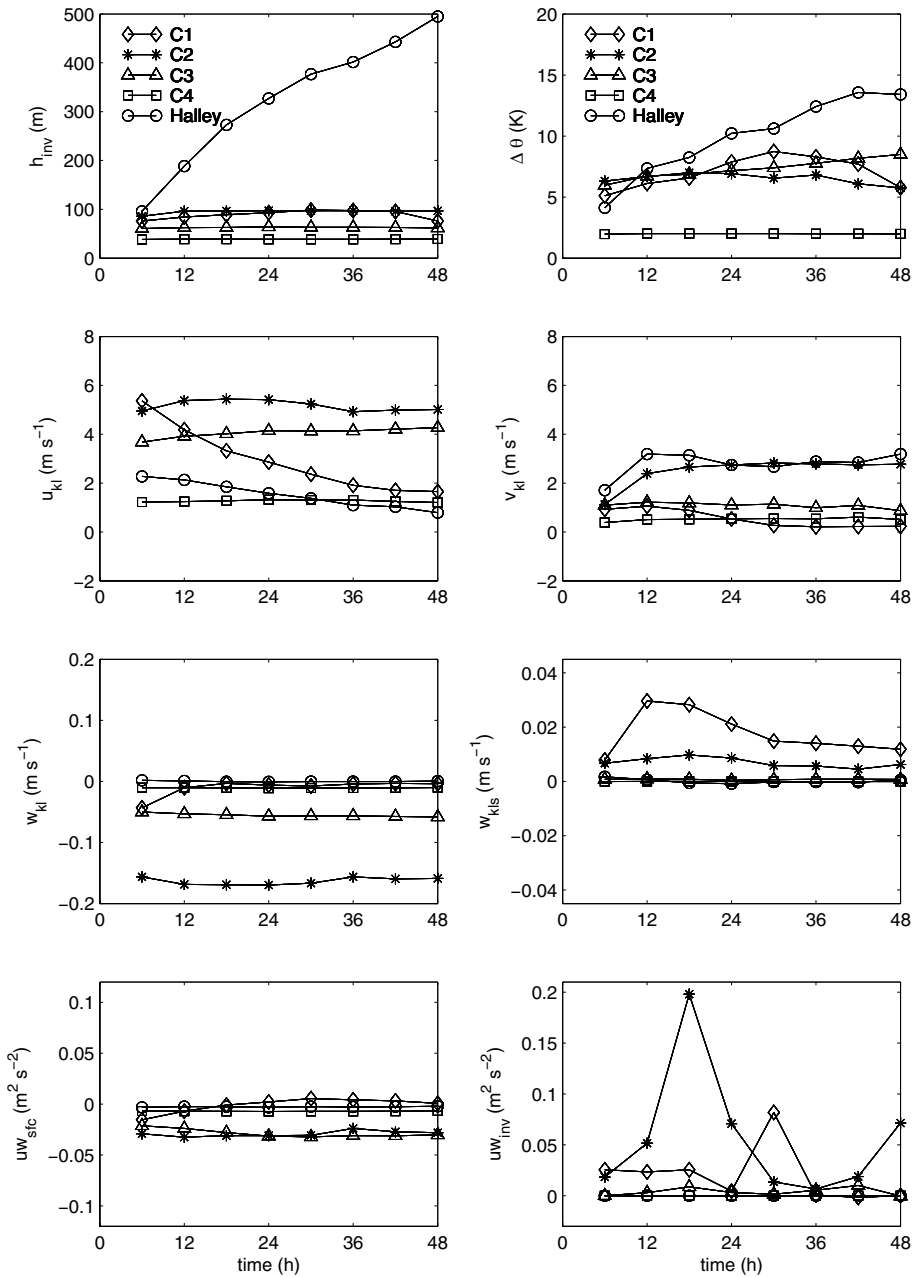 500
400
300
200
100
0
0 12 24 36 48
h_inv (m)
C1
C2
C3
C4
Halley
20
15
10
5
0
0 12 24 36 48
Δ θ (K)
C1
C2
C3
C4
Halley
8
6
4
2
0
−2
0 12 24 36 48
u_kl (m s⁻¹)
8
6
4
2
0
−2
0 12 24 36 48
v_kl (m s⁻¹)
0.2
0.1
0
−0.1
−0.2
0 12 24 36 48
w_kl (m s⁻¹)
0.04
0.02
0
−0.02
−0.04
0 12 24 36 48
w_kls (m s⁻¹)
0.1
0.05
0
−0.05
−0.1
0 12 24 36 48
uw_sfc (m² s⁻²)
time (h)
0.2
0.15
0.1
0.05
0
0 12 24 36 48
uw_inv (m² s⁻²)
time (h)